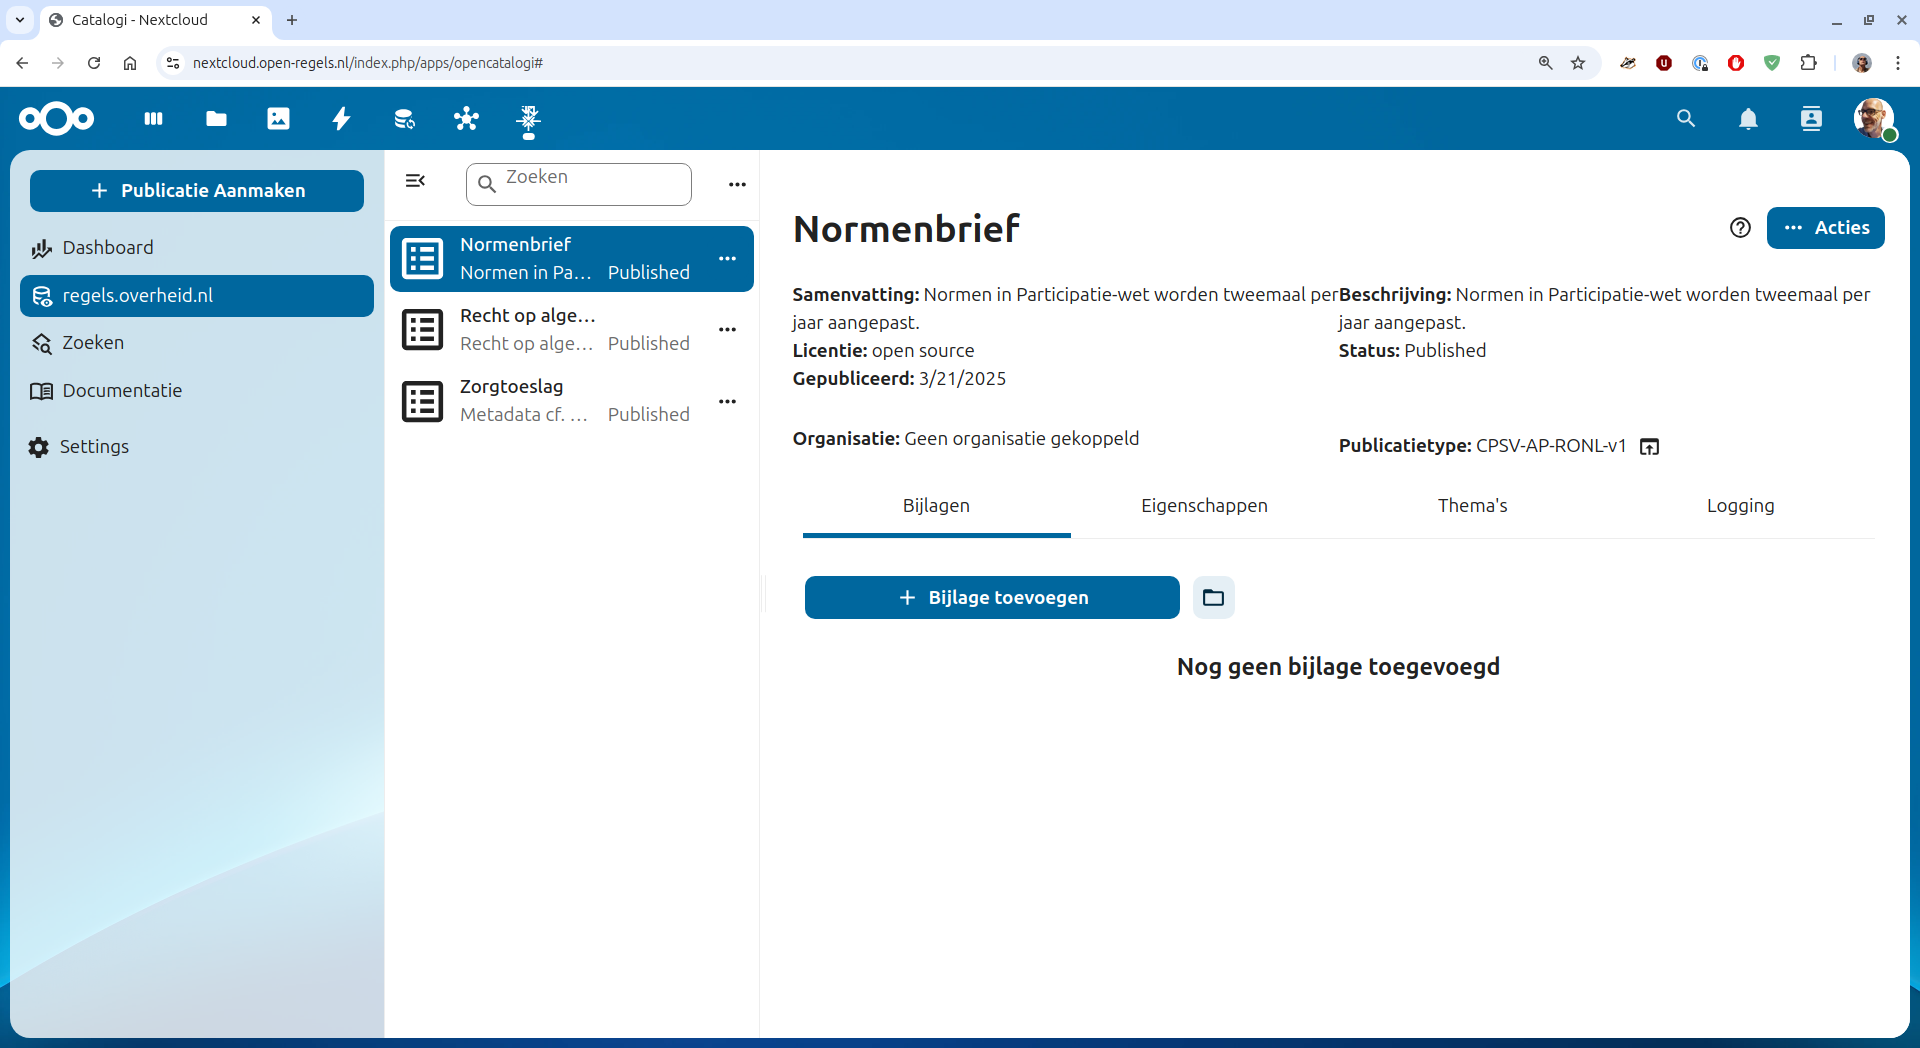 Catalogi - Nextcloud
nextcloud.open-regels.nl/index.php/apps/opencatalogi#
Publicatie Aanmaken
Dashboard
regels.overheid.nl
Zoeken
Documentatie
Settings
Zoeken
Normenbrief
Normen in Pa... Published
Recht op alge...
Recht op alge... Published
Zorgtoeslag
Metadata cf. ... Published
Normenbrief
Acties
Samenvatting: Normen in Participatie-wet worden tweemaal per
jaar aangepast.
Beschrijving: Normen in Participatie-wet worden tweemaal per
jaar aangepast.
Licentie: open source
Status: Published
Gepubliceerd: 3/21/2025
Organisatie: Geen organisatie gekoppeld
Publicatietype: CPSV-AP-RONL-v1
Bijlagen
Eigenschappen
Thema's
Logging
Bijlage toevoegen
Nog geen bijlage toegevoegd